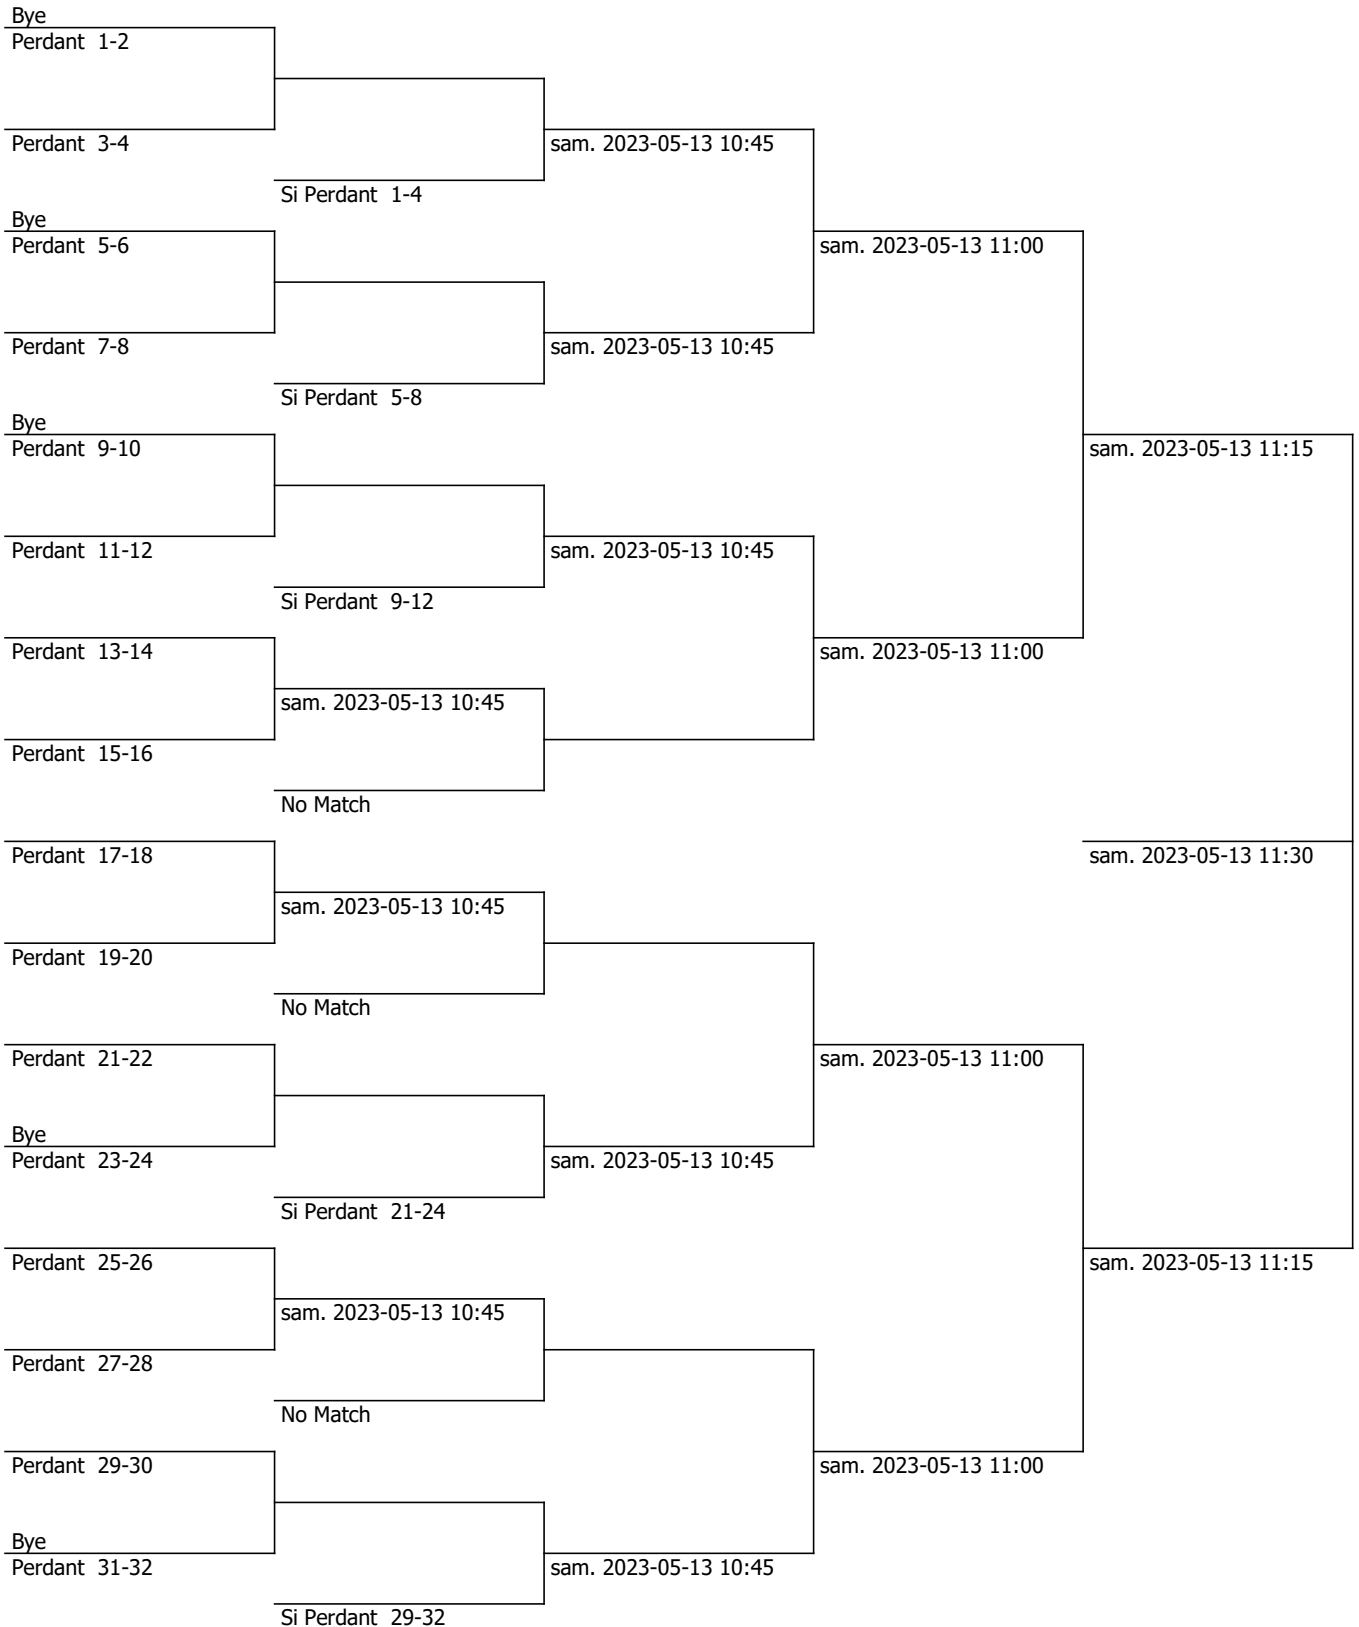 Bye
Perdant 1-2
Perdant 3-4
sam. 2023-05-13 10:45
Si Perdant 1-4
Bye
Perdant 5-6
sam. 2023-05-13 11:00
Perdant 7-8
sam. 2023-05-13 10:45
Si Perdant 5-8
Bye
Perdant 9-10
sam. 2023-05-13 11:15
Perdant 11-12
sam. 2023-05-13 10:45
Si Perdant 9-12
Perdant 13-14
sam. 2023-05-13 11:00
sam. 2023-05-13 10:45
Perdant 15-16
No Match
Perdant 17-18
sam. 2023-05-13 11:30
sam. 2023-05-13 10:45
Perdant 19-20
No Match
Perdant 21-22
sam. 2023-05-13 11:00
Bye
Perdant 23-24
sam. 2023-05-13 10:45
Si Perdant 21-24
Perdant 25-26
sam. 2023-05-13 11:15
sam. 2023-05-13 10:45
Perdant 27-28
No Match
Perdant 29-30
sam. 2023-05-13 11:00
Bye
Perdant 31-32
sam. 2023-05-13 10:45
Si Perdant 29-32